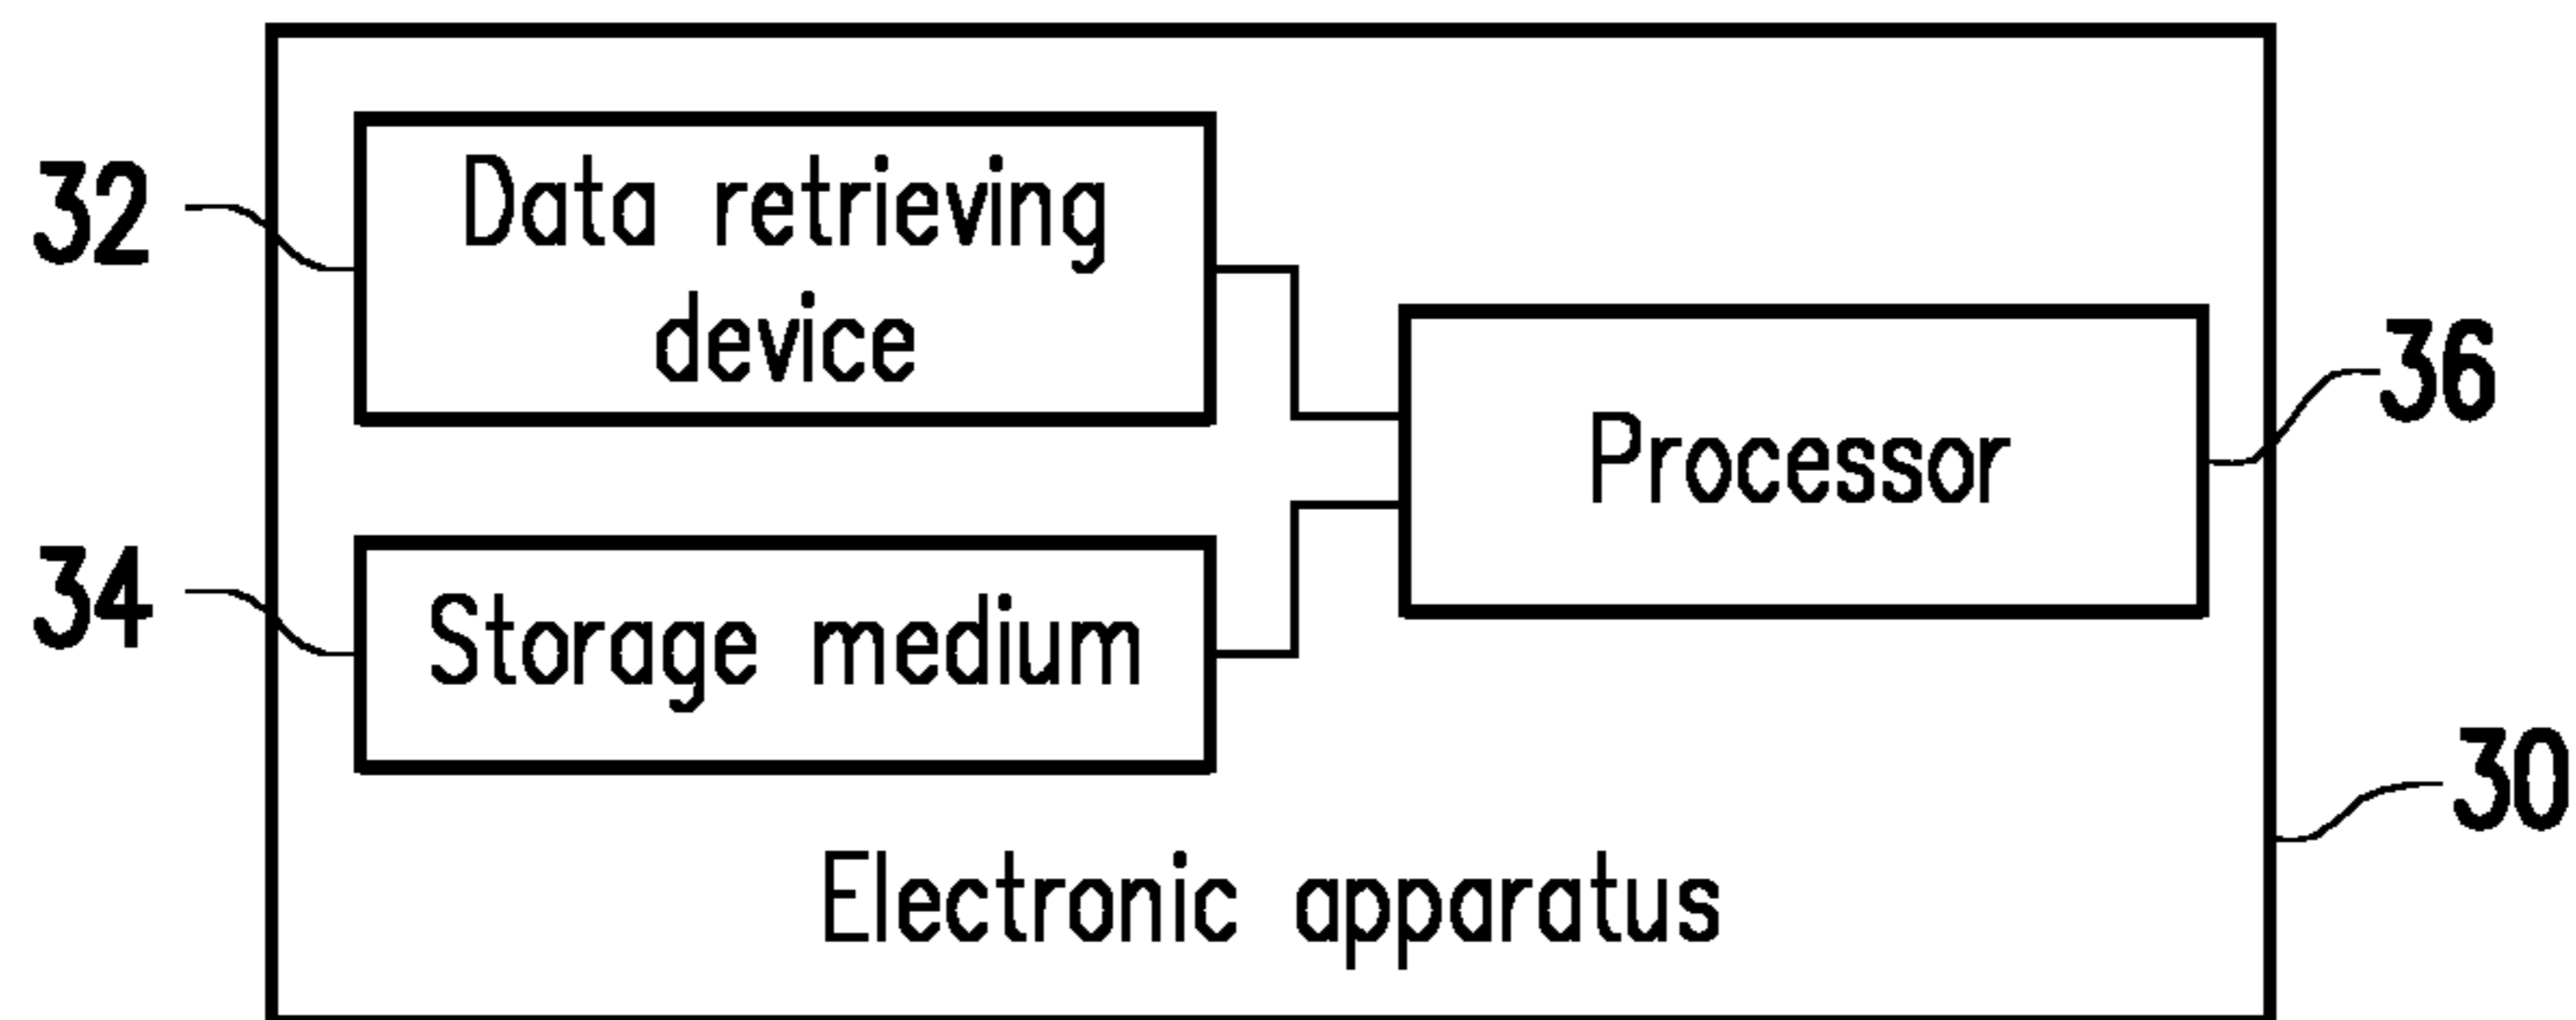 32
Data retrieving
device
36
Processor
34
Storage medium
30
Electronic apparatus